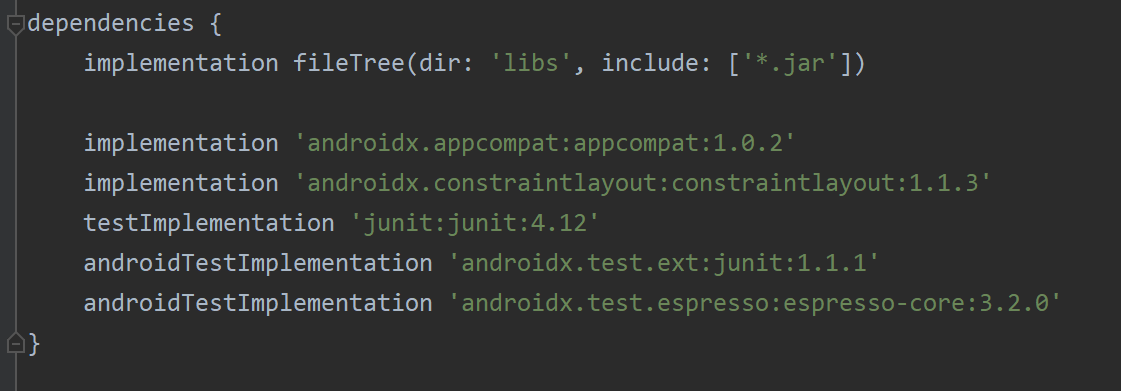 dependencies {
    implementation fileTree(dir: 'libs', include: ['*.jar'])
    implementation 'androidx.appcompat:appcompat:1.0.2'
    implementation 'androidx.constraintlayout:constraintlayout:1.1.3'
    testImplementation 'junit:junit:4.12'
    androidTestImplementation 'androidx.test.ext:junit:1.1.1'
    androidTestImplementation 'androidx.test.espresso:espresso-core:3.2.0'
}